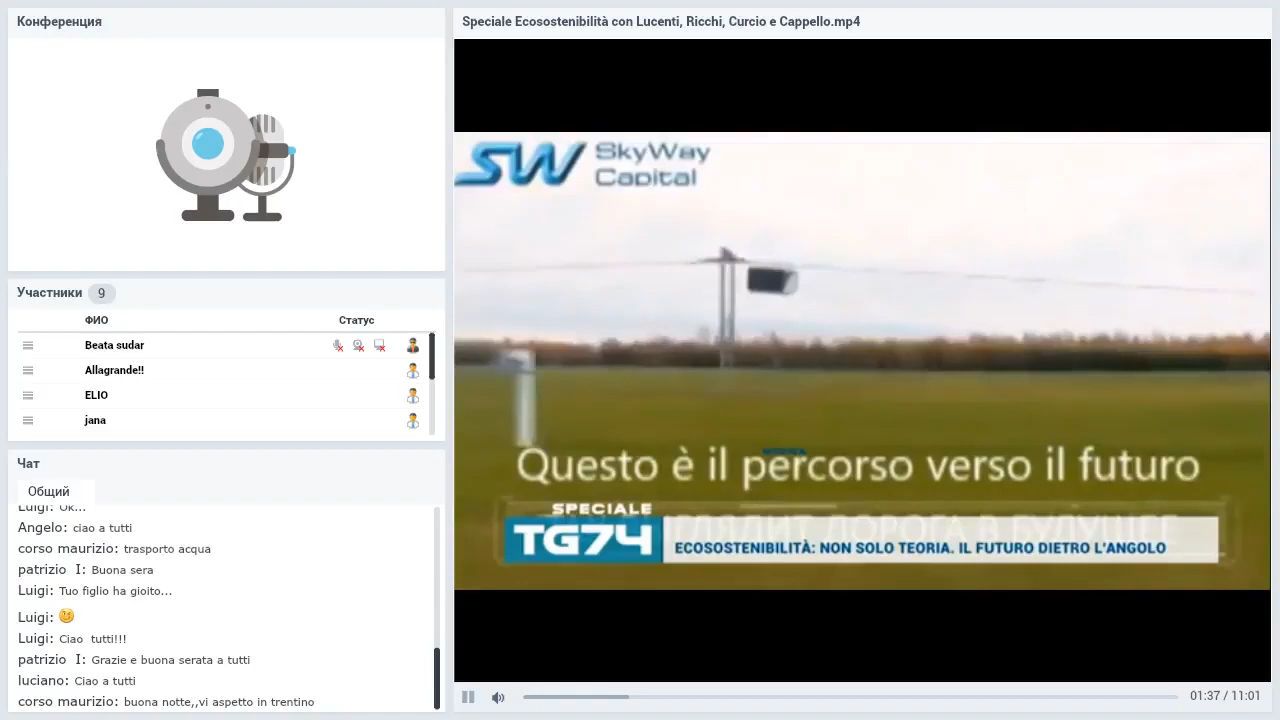 Конференция
Участники 9
ФИО Статус
Beata sudar
Allagrande!!
ELIO
jana
Чат
Общий
Luigi: Ok...
Angelo: ciao a tutti
corso maurizio: trasporto acqua
patrizio I: Buona sera
Luigi: Tuo figlio ha gioito...
Luigi:
Luigi: Ciao tutti!!!
patrizio I: Grazie e buona serata a tutti
luciano: Ciao a tutti
corso maurizio: buona notte,,vi aspetto in trentino
Speciale Ecosostenibilità con Lucenti, Ricchi, Curcio e Cappello.mp4
SW SkyWay
Capital
Questo è il percorso verso il futuro
SPECIALE
TG74 ECOSOSTENIBILITÀ: NON SOLO TEORIA. IL FUTURO DIETRO L'ANGOLO
01:37 / 11:01